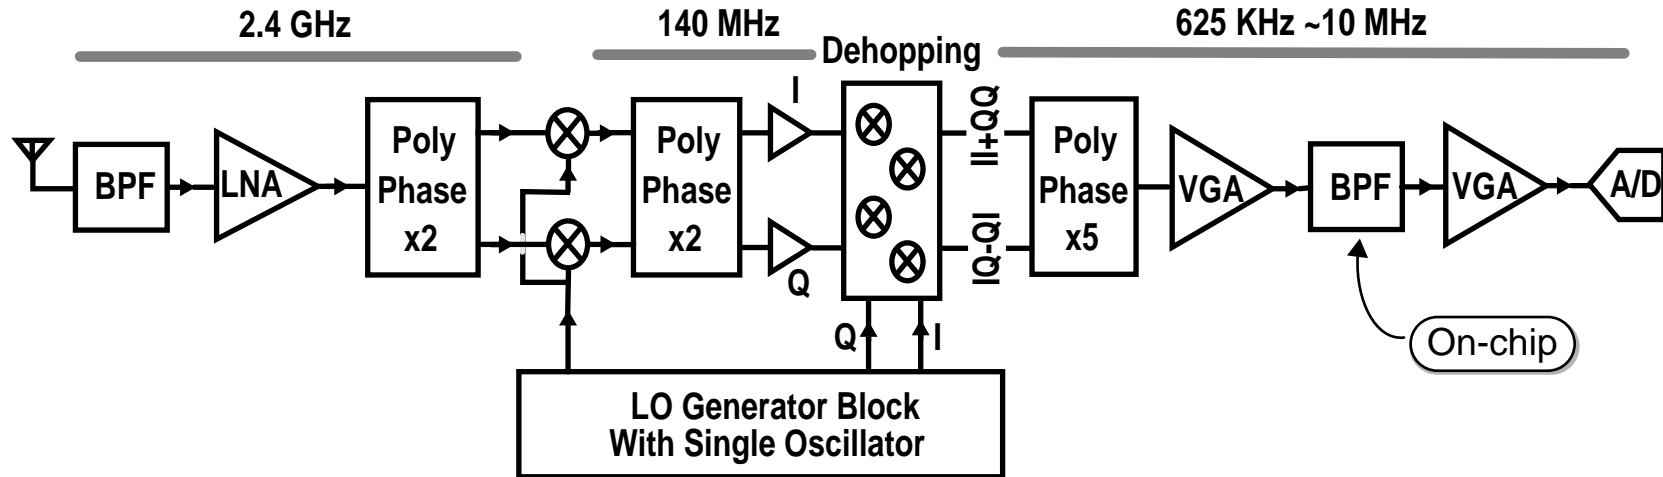 2.4 GHz
140 MHz
Dehopping
625 KHz ~10 MHz
BPF
LNA
Poly
Phase
x2
Poly
Phase
x2
I
Q
II+QQ
IQ-QI
Poly
Phase
x5
VGA
BPF
VGA
A/D
Q
I
On-chip
LO Generator Block
With Single Oscillator